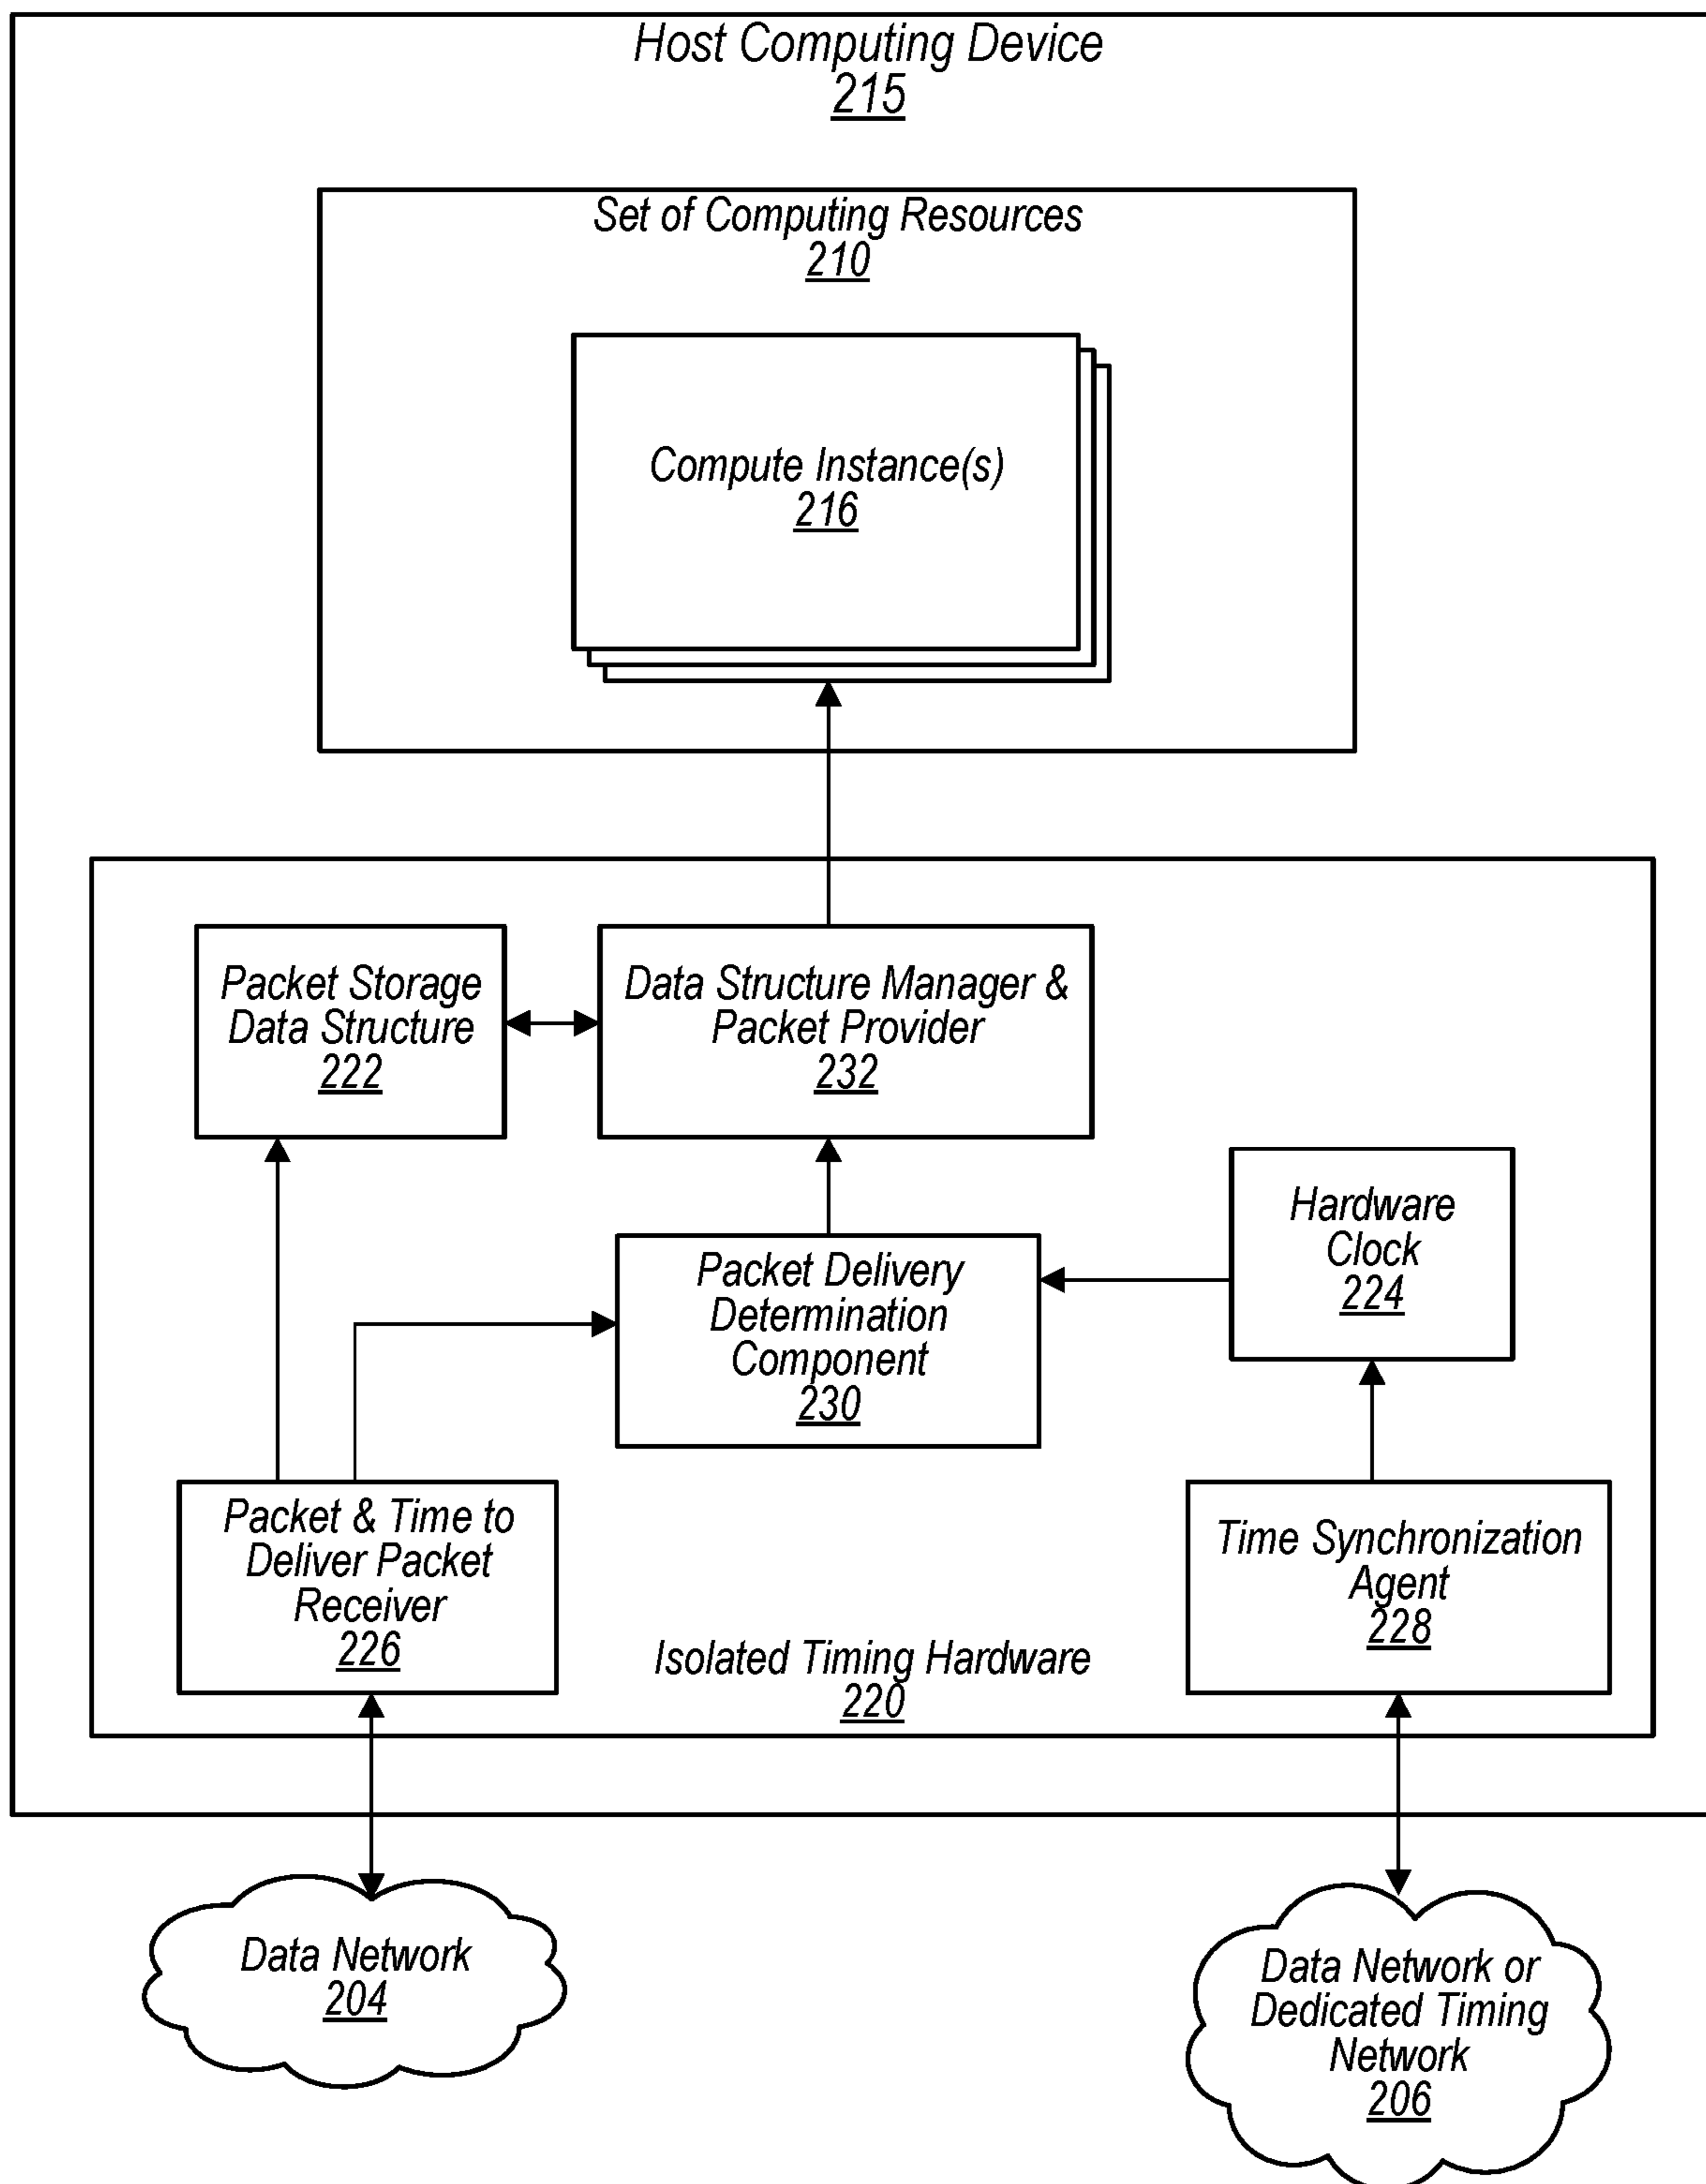 Host Computing Device
215
Set of Computing Resources
210
Compute Instance(s)
216
Packet Storage
Data Structure
222
Data Structure Manager &
Packet Provider
232
Hardware
Clock
224
Packet Delivery
Determination
Component
230
Packet & Time to
Deliver Packet
Receiver
226
Time Synchronization
Agent
228
Isolated Timing Hardware
220
Data Network
204
Data Network or
Dedicated Timing
Network
206